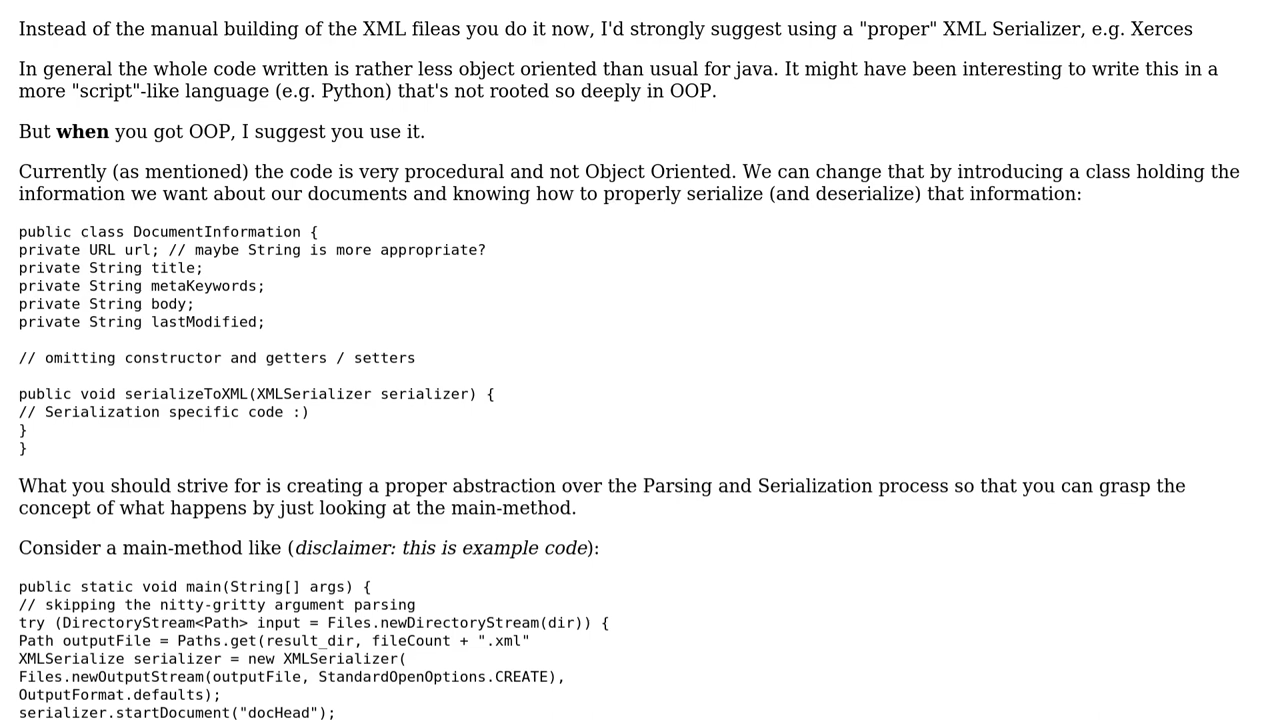 Instead of the manual building of the XML fileas you do it now, I'd strongly suggest using a "proper" XML Serializer, e.g. Xerces
In general the whole code written is rather less object oriented than usual for java. It might have been interesting to write this in a
more "script"-like language (e.g. Python) that's not rooted so deeply in OOP.
But when you got OOP, I suggest you use it.
Currently (as mentioned) the code is very procedural and not Object Oriented. We can change that by introducing a class holding the
information we want about our documents and knowing how to properly serialize (and deserialize) that information:
public class DocumentInformation {
private URL url; // maybe String is more appropriate?
private String title;
private String metaKeywords;
private String body;
private String lastModified;
// omitting constructor and getters / setters
public void serializeToXML(XMLSerializer serializer) {
// Serialization specific code :)
}
}
What you should strive for is creating a proper abstraction over the Parsing and Serialization process so that you can grasp the
concept of what happens by just looking at the main-method.
Consider a main-method like (disclaimer: this is example code):
public static void main(String[] args) {
// skipping the nitty-gritty argument parsing
try (DirectoryStream<Path> input = Files.newDirectoryStream(dir)) {
Path outputFile = Paths.get(result_dir, fileCount + ".xml"
XMLSerialize serializer = new XMLSerializer(
Files.newOutputStream(outputFile, StandardOpenOptions.CREATE),
OutputFormat.defaults);
serializer.startDocument("docHead");